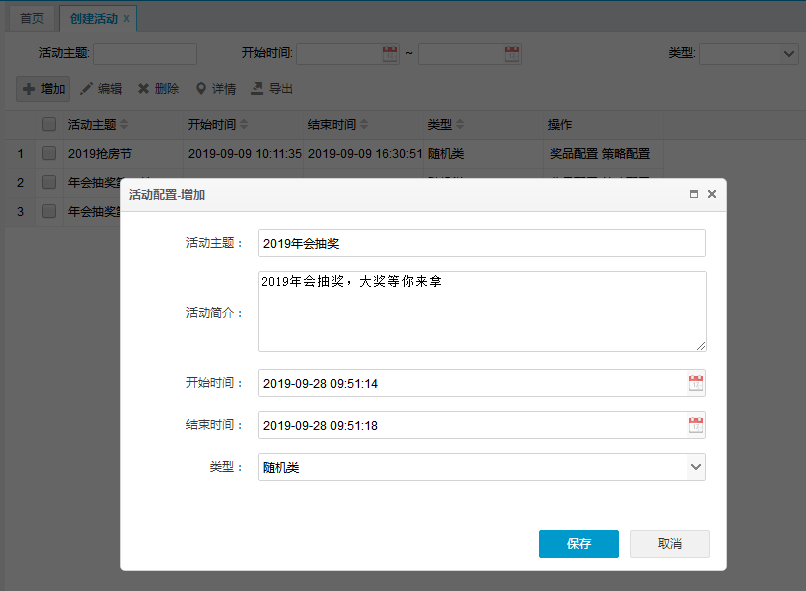 首页 创建活动 x
活动主题: 开始时间: ~ 类型:
增加 编辑 删除 详情 导出
活动主题 开始时间 结束时间 类型 操作
1 2019抢房节 2019-09-09 10:11:35 2019-09-09 16:30:51 随机类 奖品配置 策略配置
2 年会抽奖
3 年会抽奖
活动配置-增加
活动主题： 2019年会抽奖
活动简介： 2019年会抽奖，大奖等你来拿
开始时间： 2019-09-28 09:51:14
结束时间： 2019-09-28 09:51:18
类型： 随机类
保存 取消